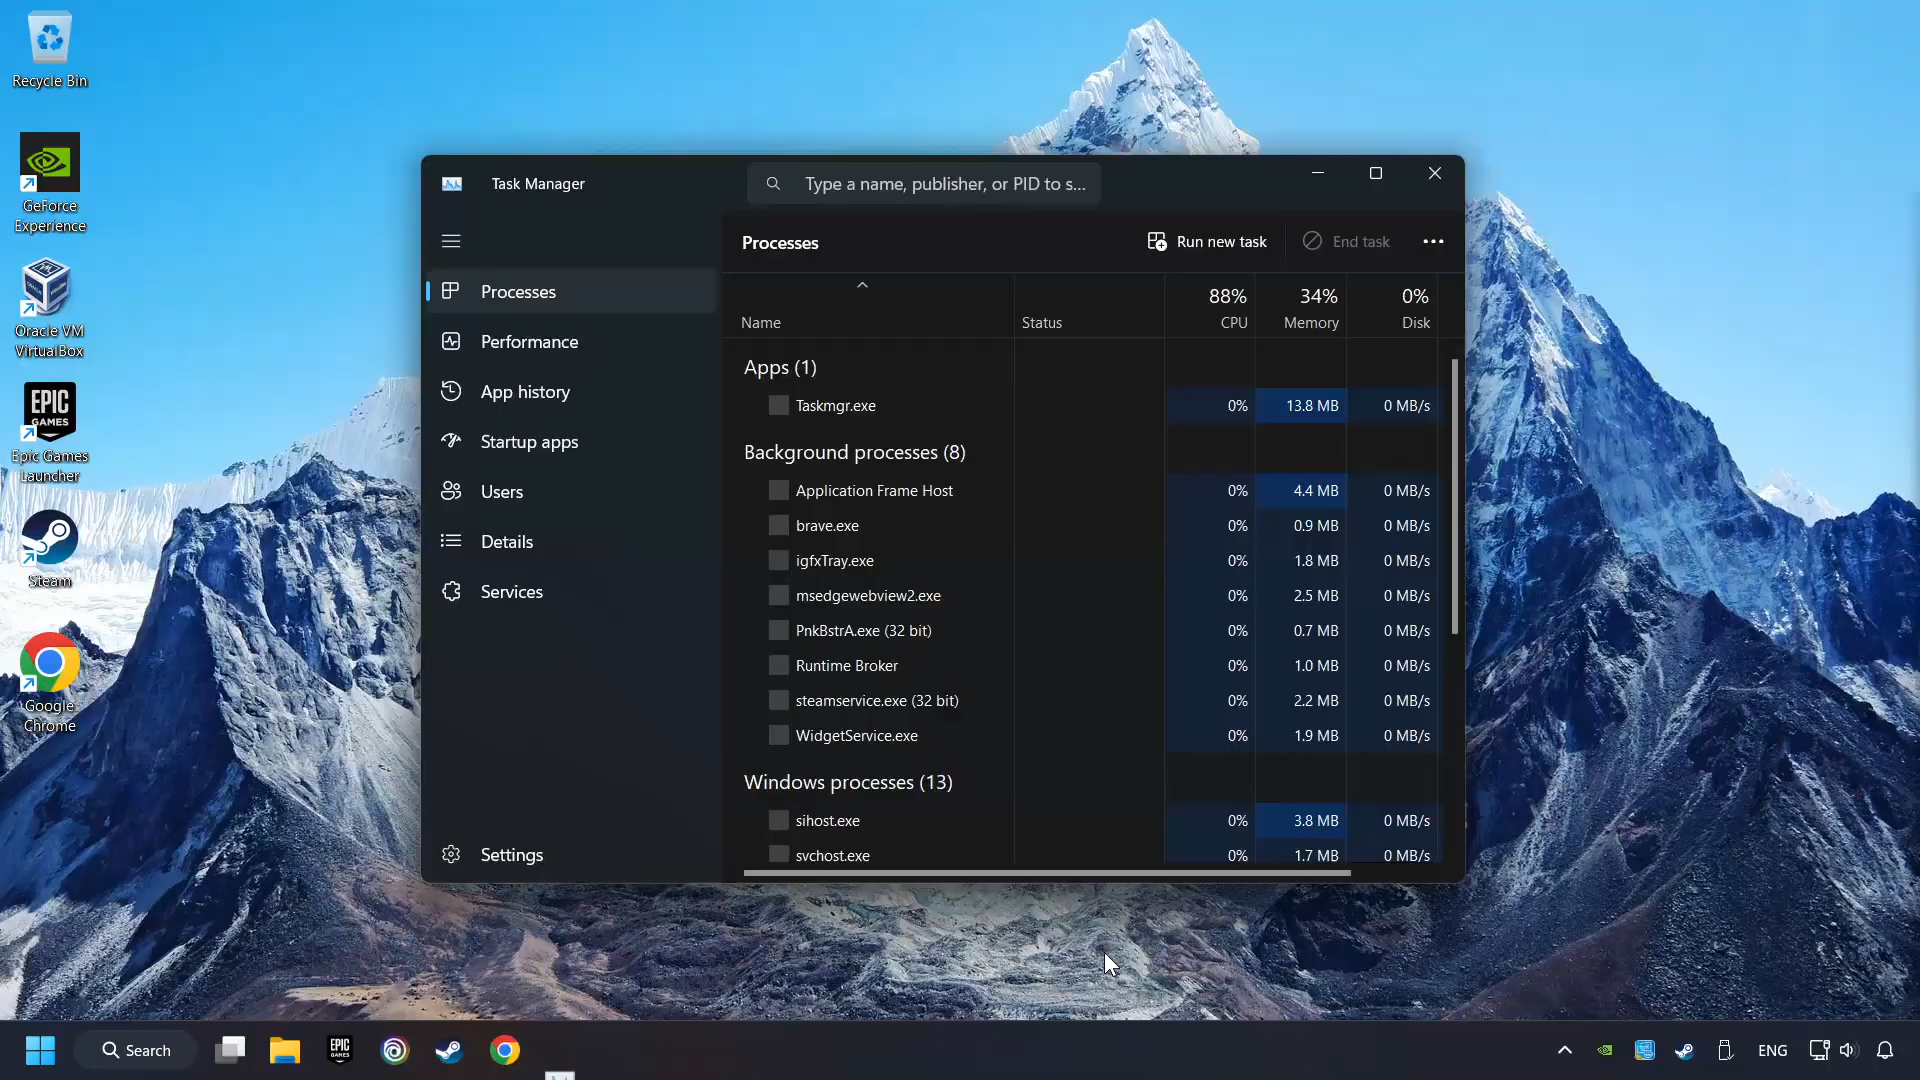 Recycle Bin
GeForce
Experience
Oracle VM
VirtualBox
EPIC
GAMES
Epic Games
Launcher
Steam
Google
Chrome
Task Manager
Type a name, publisher, or PID to s...
Processes
Performance
App history
Startup apps
Users
Details
Services
Settings
Processes
Run new task
End task
Name
Status
88%
CPU
34%
Memory
0%
Disk
Apps (1)
Taskmgr.exe 0% 13.8 MB 0 MB/s
Background processes (8)
Application Frame Host 0% 4.4 MB 0 MB/s
brave.exe 0% 0.9 MB 0 MB/s
igfxTray.exe 0% 1.8 MB 0 MB/s
msedgewebview2.exe 0% 2.5 MB 0 MB/s
PnkBstrA.exe (32 bit) 0% 0.7 MB 0 MB/s
Runtime Broker 0% 1.0 MB 0 MB/s
steamservice.exe (32 bit) 0% 2.2 MB 0 MB/s
WidgetService.exe 0% 1.9 MB 0 MB/s
Windows processes (13)
sihost.exe 0% 3.8 MB 0 MB/s
svchost.exe 0% 1.7 MB 0 MB/s
Search
EPIC
GAMES
ENG